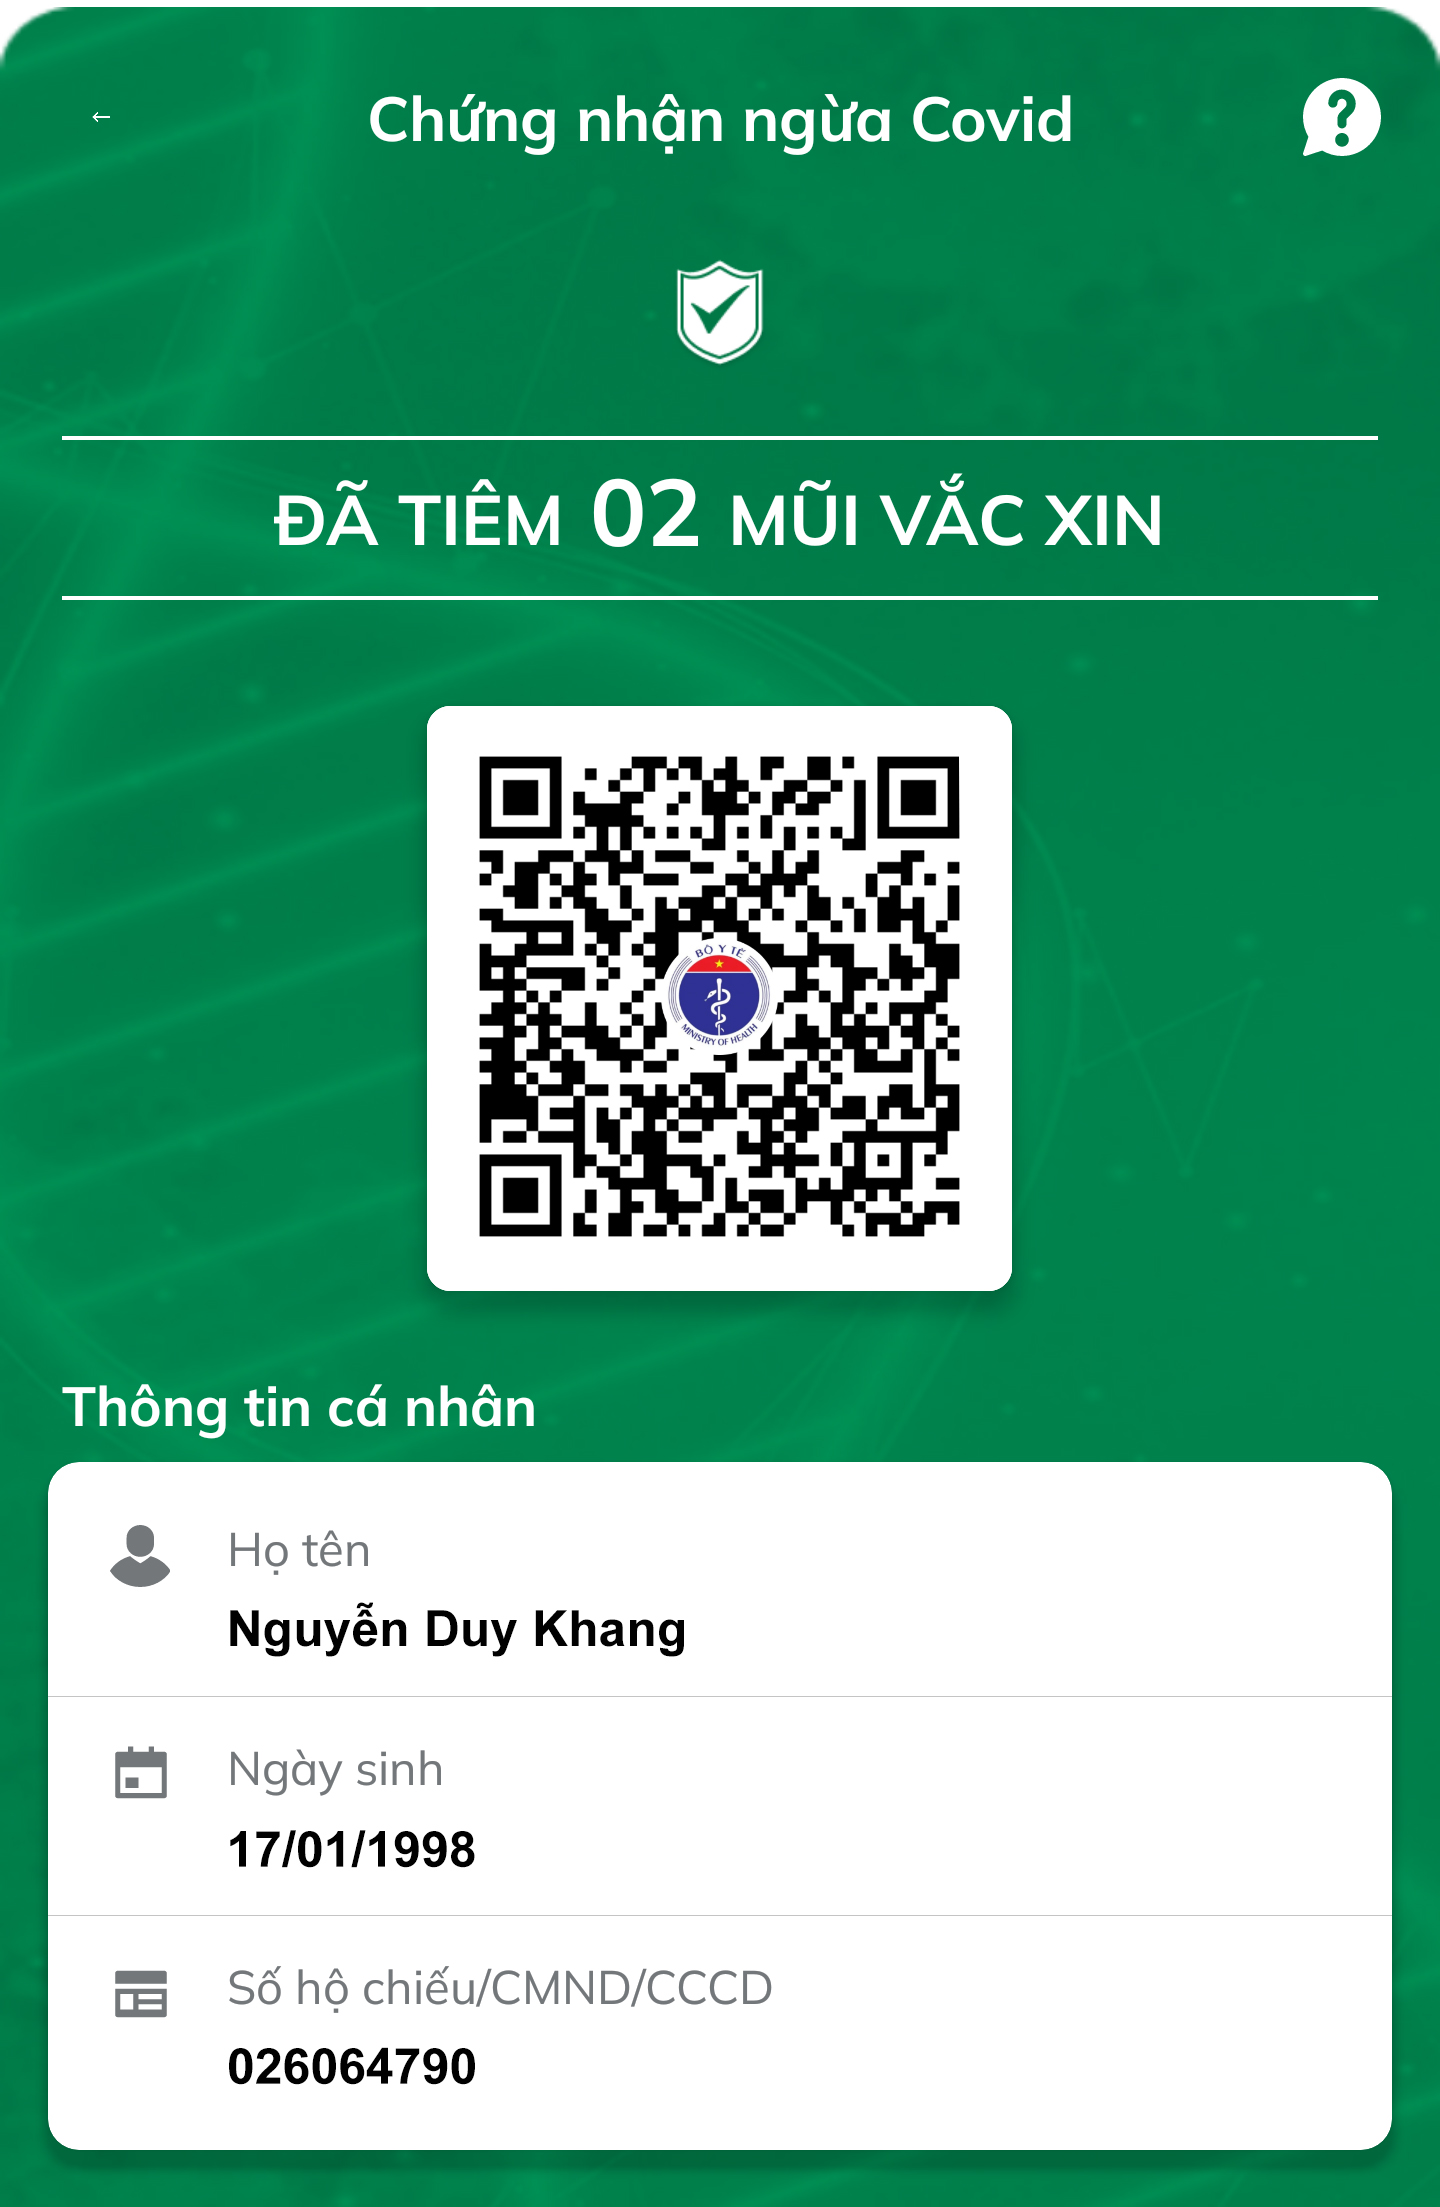 Chứng nhận ngừa Covid
ĐÃ TIÊM 02 MŨI VẮC XIN
BỘ Y TẾ
MINISTRY OF HEALTH
Thông tin cá nhân
Họ tên
Nguyễn Duy Khang
Ngày sinh
17/01/1998
Số hộ chiếu/CMND/CCCD
026064790